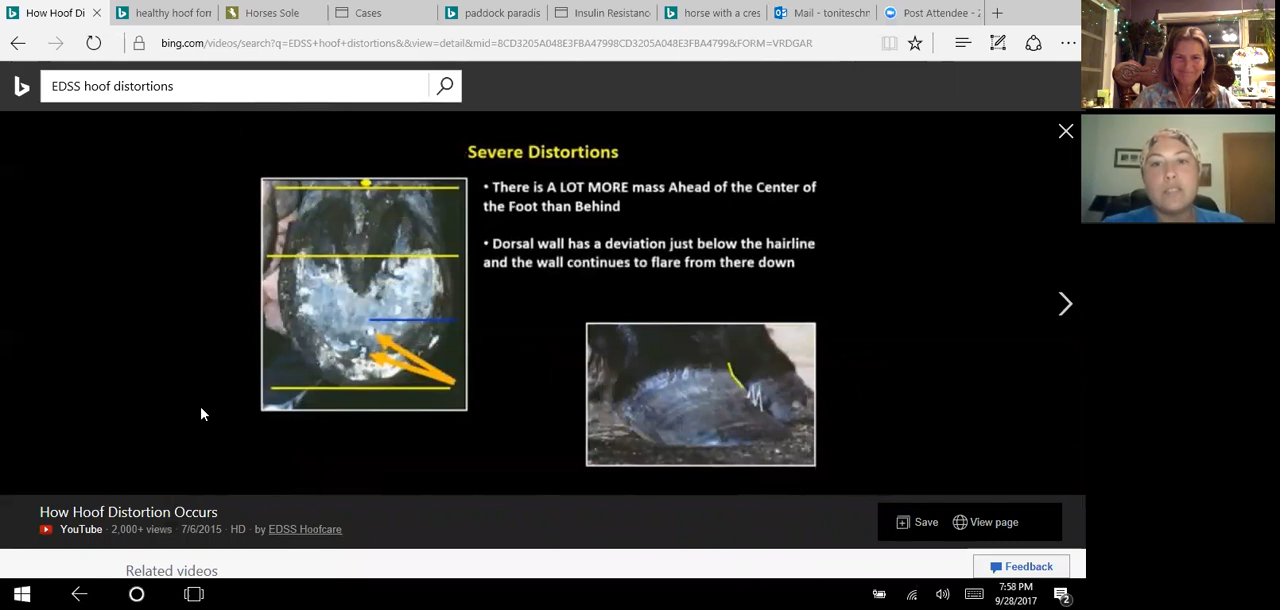 How Hoof Di
healthy hoof forn
Horses Sole
Cases
paddock paradis
Insulin Resistanc
horse with a cres
Mail - toniteschr
Post Attendee - Z
bing.com/videos/search?q=EDSS+hoof+distortions&&view=detail&mid=8CD3205A048E3FBA47998CD3205A048E3FBA4799&FORM=VRDGAR
EDSS hoof distortions
Severe Distortions
• There is A LOT MORE mass Ahead of the Center of
the Foot than Behind
• Dorsal wall has a deviation just below the hairline
and the wall continues to flare from there down
How Hoof Distortion Occurs
YouTube · 2,000+ views · 7/6/2015 · HD · by EDSS Hoofcare
Save
View page
Related videos
Feedback
7:58 PM
9/28/2017
2